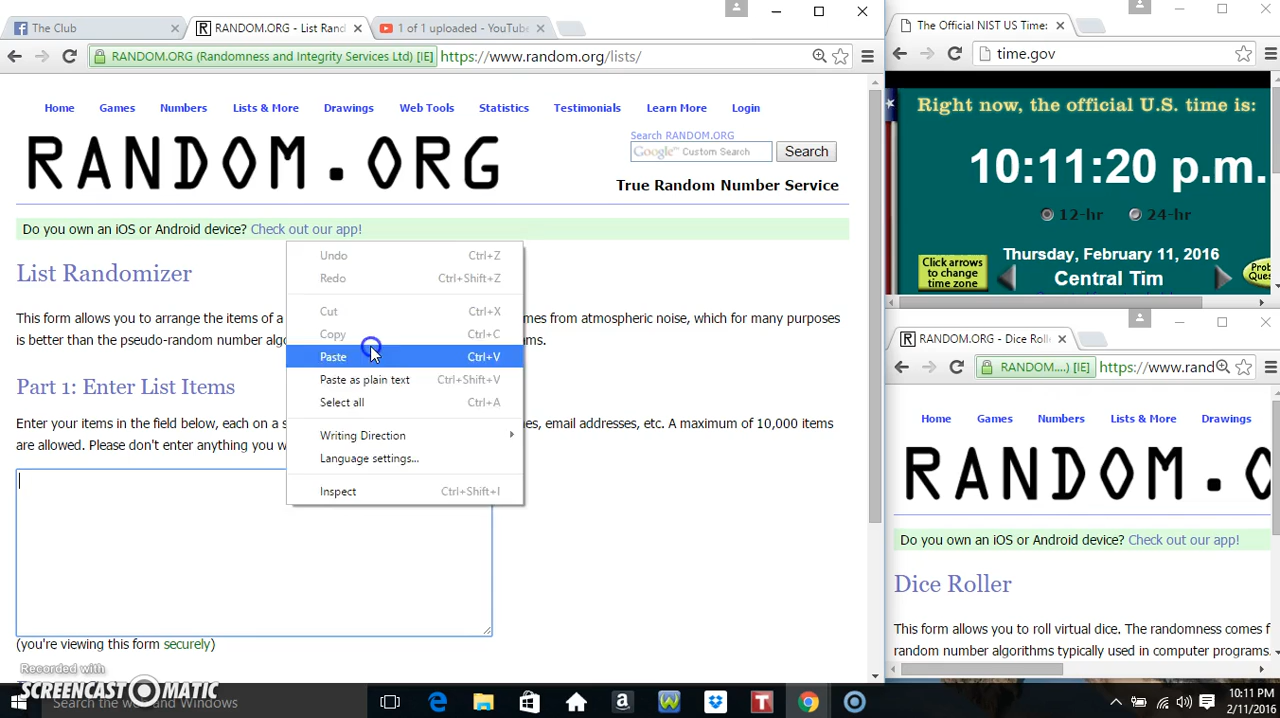 The Club
RANDOM.ORG - List Rand
1 of 1 uploaded - YouTube
RANDOM.ORG (Randomness and Integrity Services Ltd) [IE]
https://www.random.org/lists/
Home Games Numbers Lists & More Drawings Web Tools Statistics Testimonials Learn More Login
RANDOM.ORG
Search RANDOM.ORG
Google™ Custom Search
Search
True Random Number Service
Do you own an iOS or Android device? Check out our app!
List Randomizer
This form allows you to arrange the items of a
mes from atmospheric noise, which for many purposes
is better than the pseudo-random number algo
ms.
Part 1: Enter List Items
Enter your items in the field below, each on a s
es, email addresses, etc. A maximum of 10,000 items
are allowed. Please don't enter anything you w
Undo Ctrl+Z
Redo Ctrl+Shift+Z
Cut Ctrl+X
Copy Ctrl+C
Paste Ctrl+V
Paste as plain text Ctrl+Shift+V
Select all Ctrl+A
Writing Direction
Language settings...
Inspect Ctrl+Shift+I
(you're viewing this form securely)
Recorded with
SCREENCAST-O-MATIC
Search the web and Windows
The Official NIST US Time:
time.gov
Right now, the official U.S. time is:
10:11:20 p.m.
12-hr 24-hr
Thursday, February 11, 2016
Click arrows
to change
time zone
Central Tim
Prob
Ques
RANDOM.ORG - Dice Roll
RANDOM....) [IE]
https://www.rand
Home Games Numbers Lists & More Drawings
RANDOM.O
Do you own an iOS or Android device? Check out our app!
Dice Roller
This form allows you to roll virtual dice. The randomness comes f
random number algorithms typically used in computer programs.
10:11 PM
2/11/2016